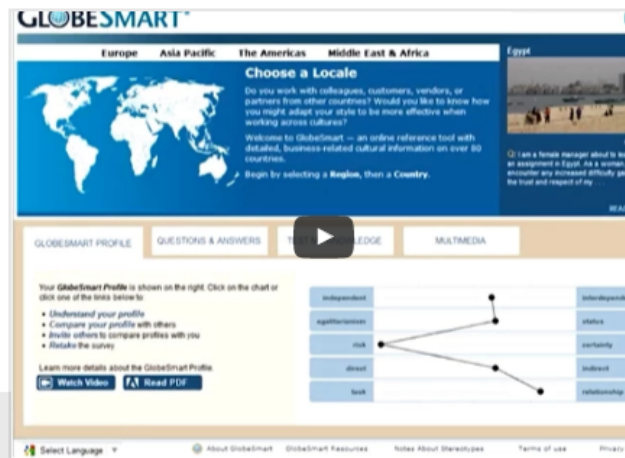 GLOBESMART
Europe Asia Pacific The Americas Middle East & Africa
Choose a Locale
Do you work with colleagues, customers, vendors, or
partners from other countries? Would you like to know how
you might adapt your style to be more effective when
working across cultures?
Welcome to GlobeSmart — an online reference tool with
detailed, business-related cultural information on over 80
countries.
Begin by selecting a Region, then a Country.
Egypt
Q: I am a female manager about to
an assignment in Egypt. As a woman,
encounter any increased difficulty
the trust and respect of my . . .
GLOBESMART PROFILE
QUESTIONS & ANSWERS
MULTIMEDIA
Your GlobeSmart Profile is shown on the right. Click on the chart or
click one of the links below to
• Understand your profile
• Compare your profile with others
• Invite others to compare profiles with you
• Retake the survey
Learn more details about the GlobeSmart Profile.
Watch Video
Read PDF
independent
egalitarianism status
risk certainty
direct indirect
task relationship
Select Language
About GlobeSmart GlobeSmart Resources Notes About Stereotypes Terms of use Privacy